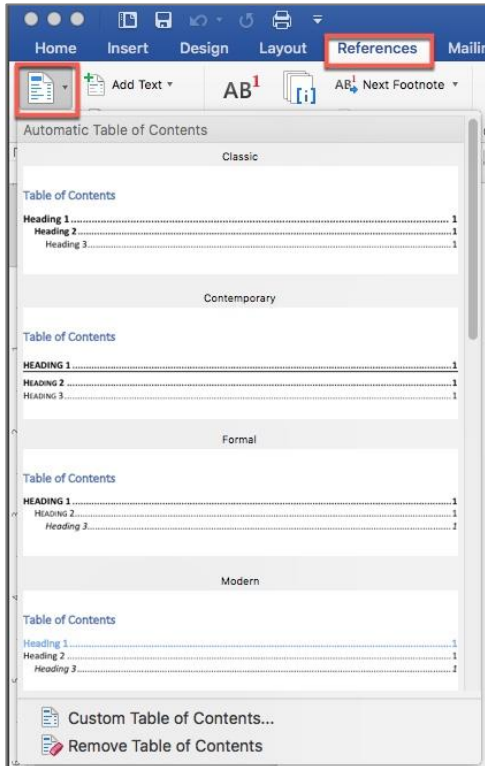 Home Insert Design Layout References Mailin
Add Text AB1 [i] AB1 Next Footnote
Automatic Table of Contents
Classic
Table of Contents
Heading 1 1
Heading 2 1
Heading 3 1
Contemporary
Table of Contents
HEADING 1 1
HEADING 2 1
HEADING 3 1
Formal
Table of Contents
HEADING 1 1
HEADING 2 1
Heading 3 1
Modern
Table of Contents
Heading 1 1
Heading 2 1
Heading 3 1
Custom Table of Contents...
Remove Table of Contents